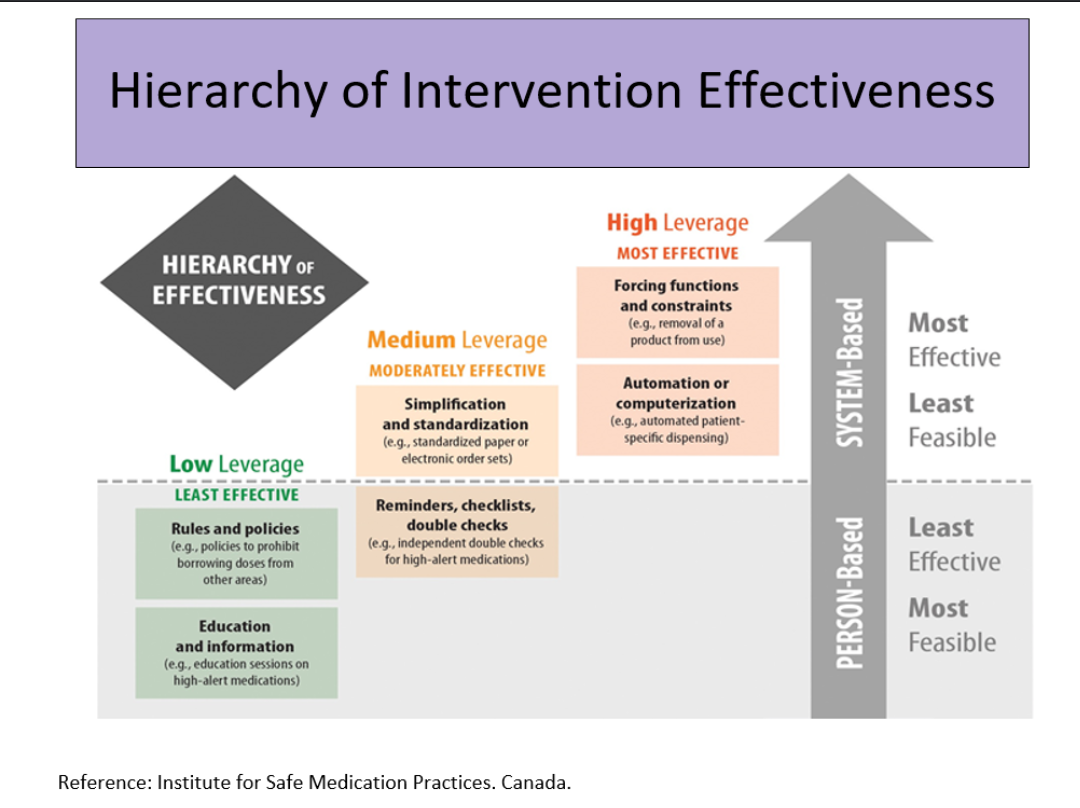 Hierarchy of Intervention Effectiveness
HIERARCHY OF
EFFECTIVENESS
High Leverage
MOST EFFECTIVE
Forcing functions
and constraints
(e.g., removal of a
product from use)
Automation or
computerization
(e.g., automated patient-
specific dispensing)
Medium Leverage
MODERATELY EFFECTIVE
Simplification
and standardization
(e.g., standardized paper or
electronic order sets)
Reminders, checklists,
double checks
(e.g., independent double checks
for high-alert medications)
Low Leverage
LEAST EFFECTIVE
Rules and policies
(e.g., policies to prohibit
borrowing doses from
other areas)
Education
and information
(e.g., education sessions on
high-alert medications)
SYSTEM-Based
PERSON-Based
Most
Effective
Least
Feasible
Least
Effective
Most
Feasible
Reference: Institute for Safe Medication Practices. Canada.